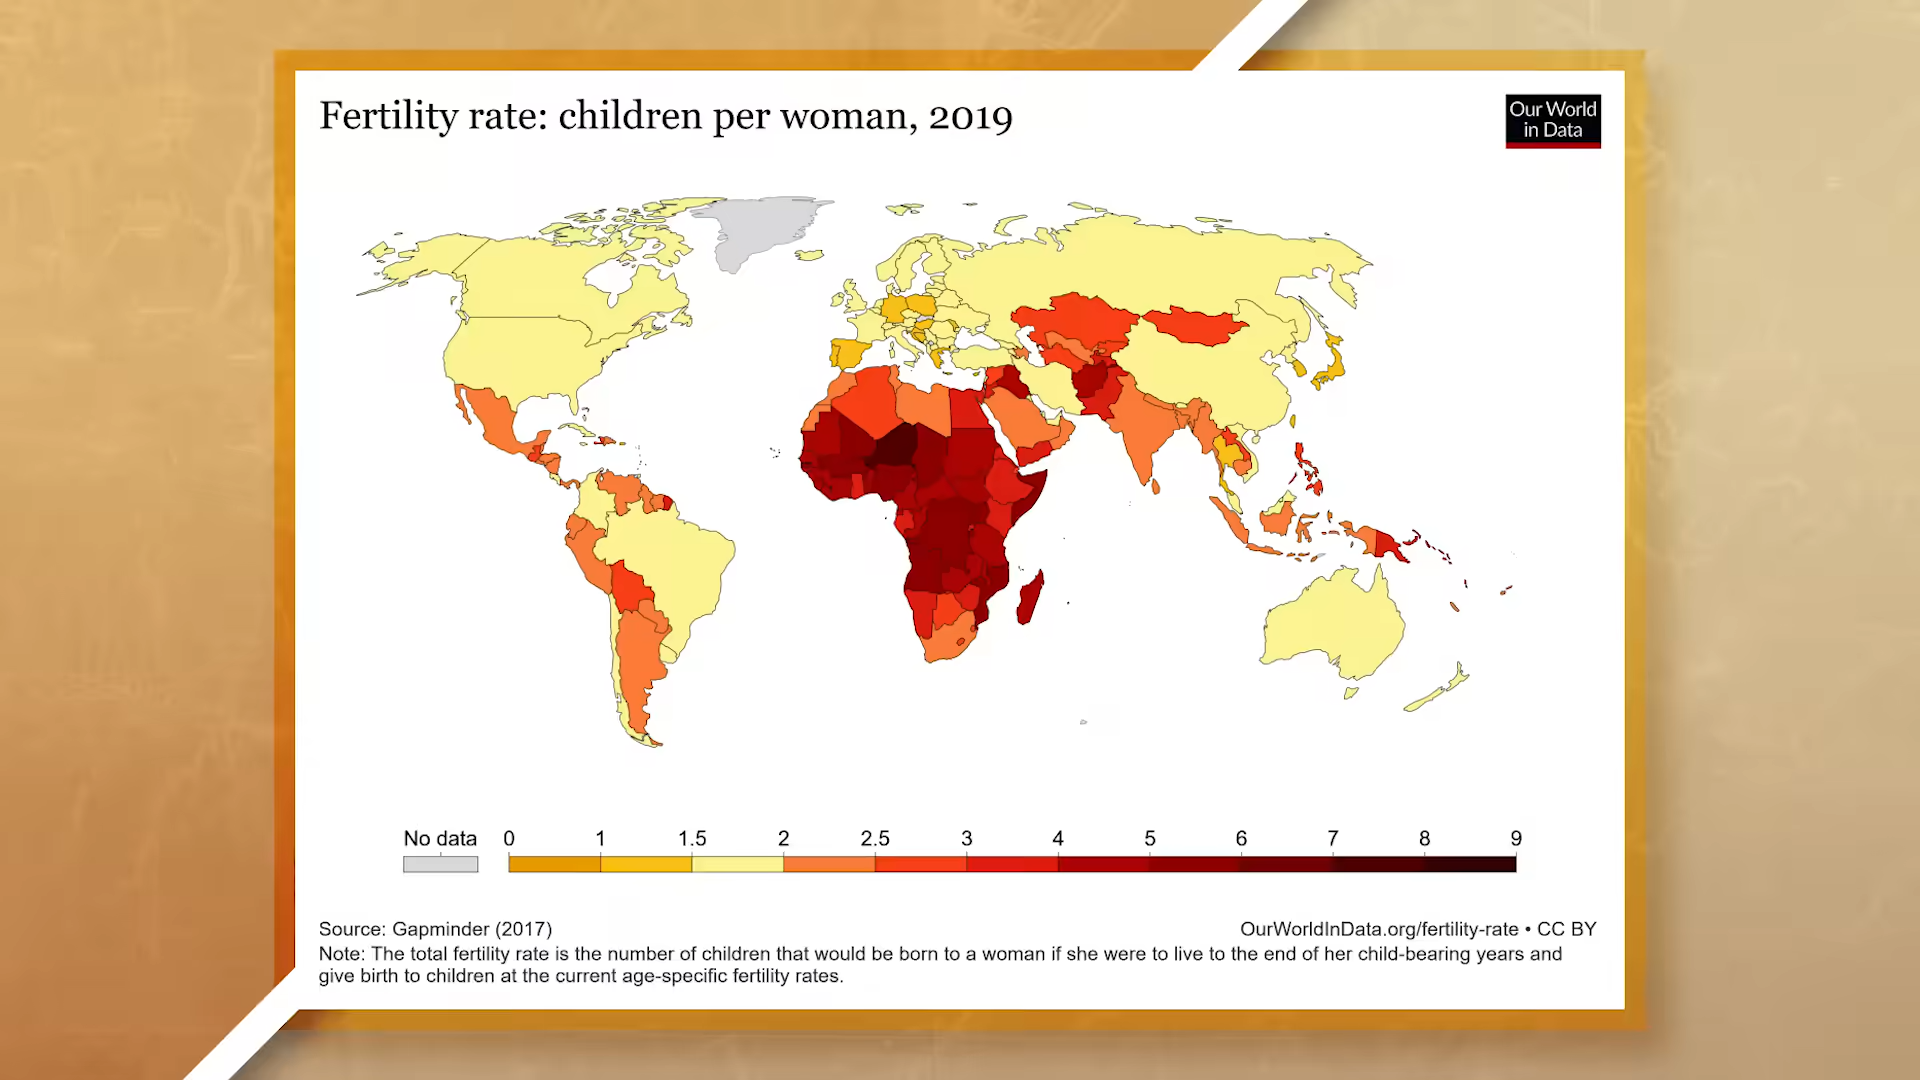 Fertility rate: children per woman, 2019
Our World
in Data
No data 0 1 1.5 2 2.5 3 4 5 6 7 8 9
Source: Gapminder (2017)
OurWorldInData.org/fertility-rate • CC BY
Note: The total fertility rate is the number of children that would be born to a woman if she were to live to the end of her child-bearing years and
give birth to children at the current age-specific fertility rates.